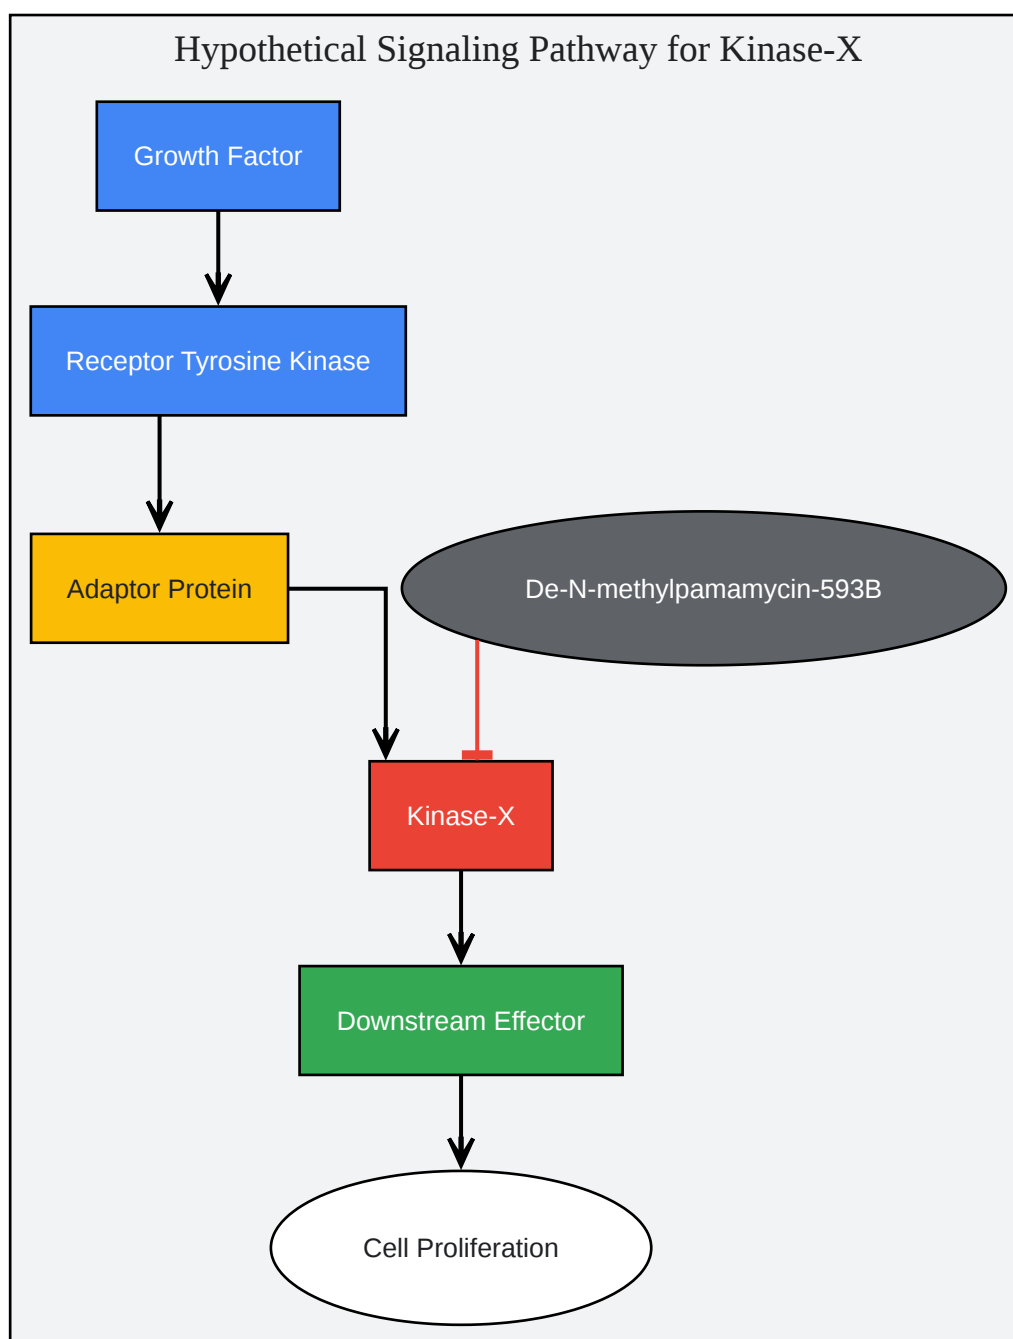 Hypothetical Signaling Pathway for Kinase-X
Growth Factor
Receptor Tyrosine Kinase
Adaptor Protein
De-N-methylpamamycin-593B
Kinase-X
Downstream Effector
Cell Proliferation